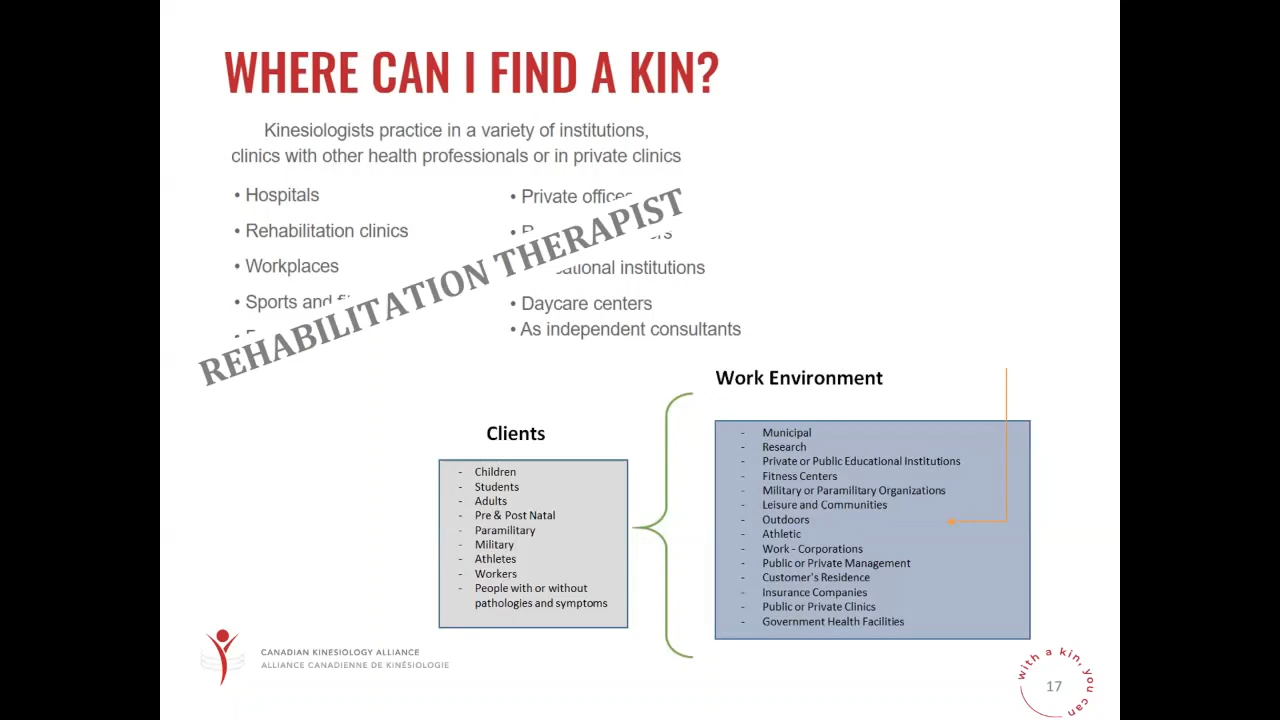 WHERE CAN I FIND A KIN?
Kinesiologists practice in a variety of institutions,
clinics with other health professionals or in private clinics
• Hospitals
• Rehabilitation clinics
• Workplaces
• Sports and
• Private offices
•
institutions
• Daycare centers
• As independent consultants
REHABILITATION THERAPIST
Clients
- Children
- Students
- Adults
- Pre & Post Natal
- Paramilitary
- Military
- Athletes
- Workers
- People with or without
pathologies and symptoms
Work Environment
- Municipal
- Research
- Private or Public Educational Institutions
- Fitness Centers
- Military or Paramilitary Organizations
- Leisure and Communities
- Outdoors
- Athletic
- Work - Corporations
- Public or Private Management
- Customer's Residence
- Insurance Companies
- Public or Private Clinics
- Government Health Facilities
CANADIAN KINESIOLOGY ALLIANCE
ALLIANCE CANADIENNE DE KINÉSIOLOGIE
with a kin, you can
17